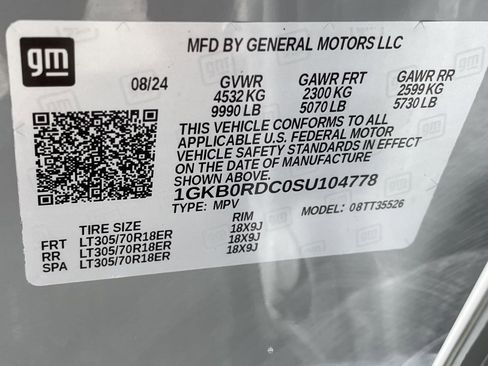 gm
MFD BY GENERAL MOTORS LLC
08/24 GVWR GAWR FRT GAWR RR
4532 KG 2300 KG 2599 KG
9990 LB 5070 LB 5730 LB
THIS VEHICLE CONFORMS TO ALL
APPLICABLE U.S. FEDERAL MOTOR
VEHICLE SAFETY STANDARDS IN EFFECT
ON THE DATE OF MANUFACTURE
SHOWN ABOVE.
1GKB0RDC0SU104778
TYPE: MPV MODEL: 08TT35526
TIRE SIZE RIM
FRT LT305/70R18ER 18X9J
RR LT305/70R18ER 18X9J
SPA LT305/70R18ER 18X9J